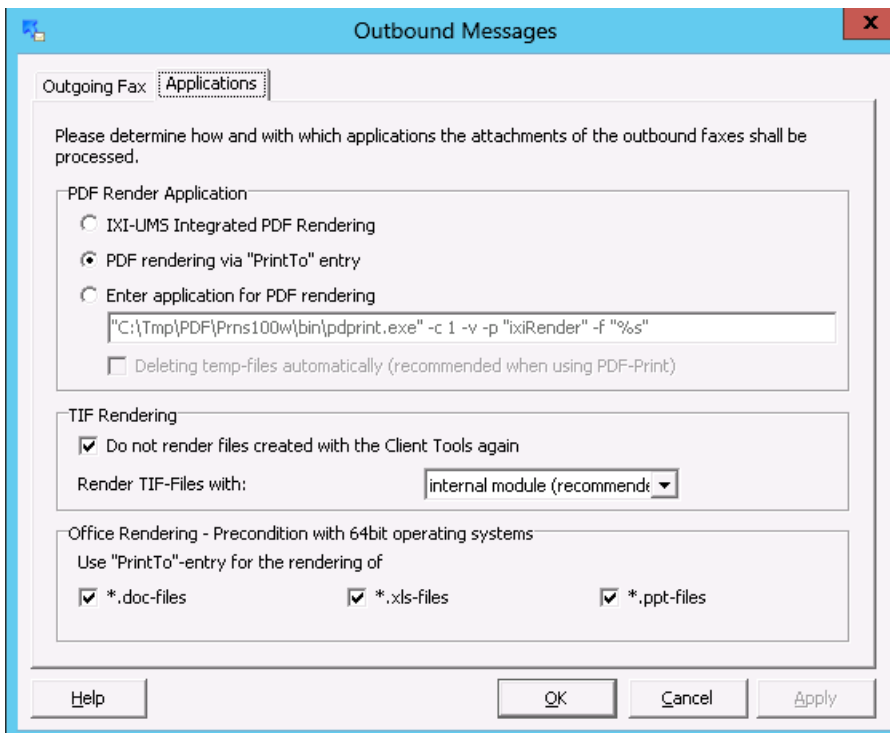 Outbound Messages
x
Outgoing Fax
Applications
Please determine how and with which applications the attachments of the outbound faxes shall be
processed.
PDF Render Application
IXI-UMS Integrated PDF Rendering
PDF rendering via "PrintTo" entry
Enter application for PDF rendering
"C:\Tmp\PDF\Prns100w\bin\pdprint.exe" -c 1 -v -p "ixiRender" -f "%s"
Deleting temp-files automatically (recommended when using PDF-Print)
TIF Rendering
Do not render files created with the Client Tools again
Render TIF-Files with:
internal module (recommende
Office Rendering - Precondition with 64bit operating systems
Use "PrintTo"-entry for the rendering of
*.doc-files
*.xls-files
*.ppt-files
Help
OK
Cancel
Apply